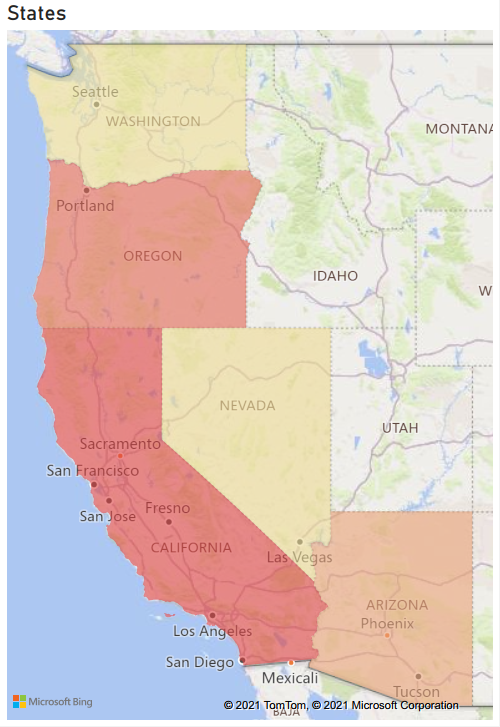 States
Seattle
WASHINGTON
MONTANA
Portland
OREGON
IDAHO
W
NEVADA
UTAH
Sacramento
San Francisco
San Jose
Fresno
CALIFORNIA
Las Vegas
ARIZONA
Phoenix
Los Angeles
San Diego
Mexicali
Tucson
Microsoft Bing
© 2021 TomTom, © 2021 Microsoft Corporation
BAJA